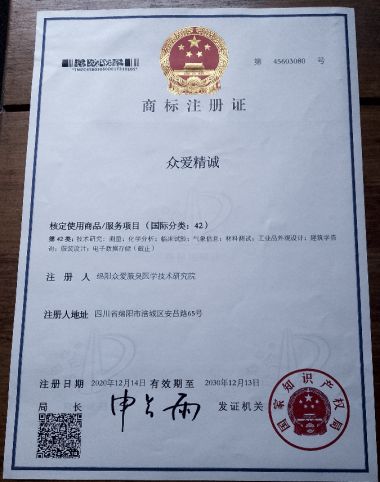 第 45603080 号
商标注册证
众爱精诚
核定使用商品/服务项目（国际分类：42）
第42类：技术研究；测量；化学分析；临床试验；气象信息；材料测试；工业品外观设计；建筑学咨
询；服装设计；电子数据存储（截止）
注 册 人 绵阳众爱腋臭医学技术研究院
注册人地址 四川省绵阳市涪城区安昌路65号
注册日期 2020年12月14日 有效期至 2030年12月13日
局 长 申长雨 发证机关
国家知识产权局